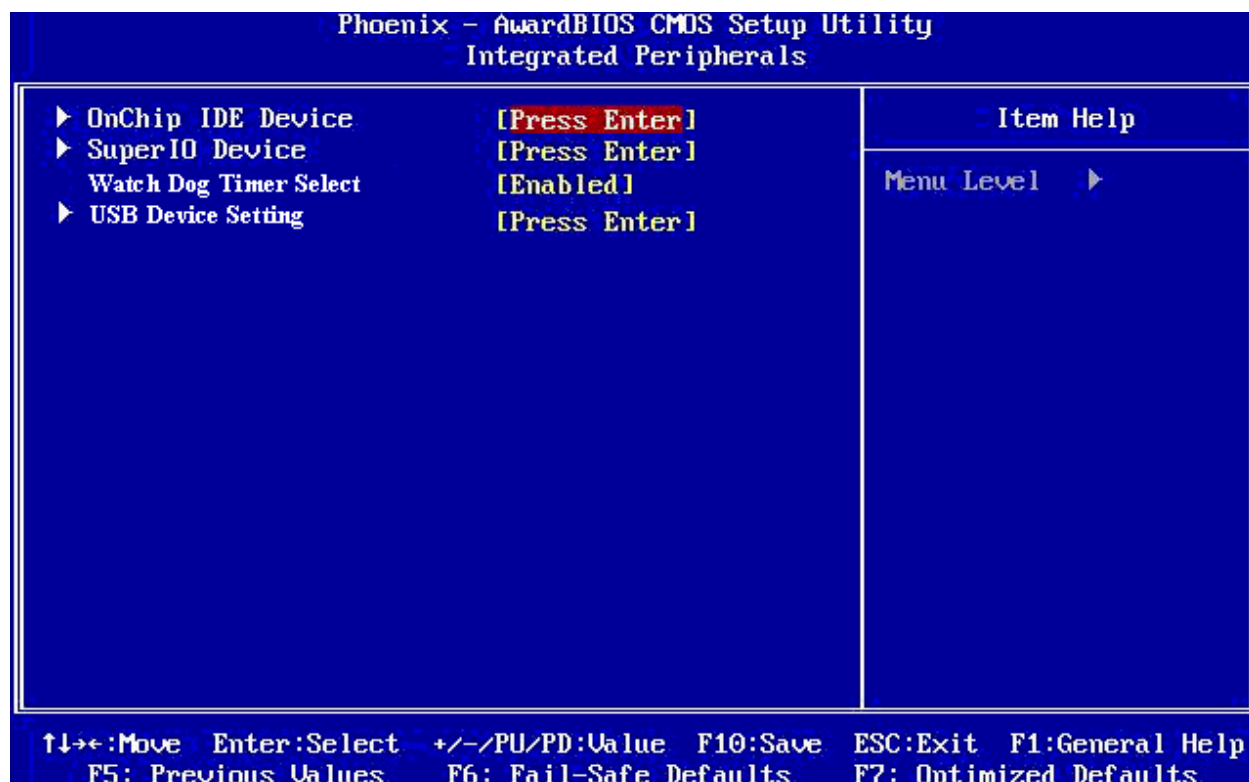 Phoenix - AwardBIOS CMOS Setup Utility
Integrated Peripherals
OnChip IDE Device [Press Enter]
SuperIO Device [Press Enter]
Watch Dog Timer Select [Enabled]
USB Device Setting [Press Enter]
Item Help
Menu Level
↑↓→←:Move Enter:Select +/-/PU/PD:Value F10:Save ESC:Exit F1:General Help
F5: Previous Values F6: Fail-Safe Defaults F7: Optimized Defaults